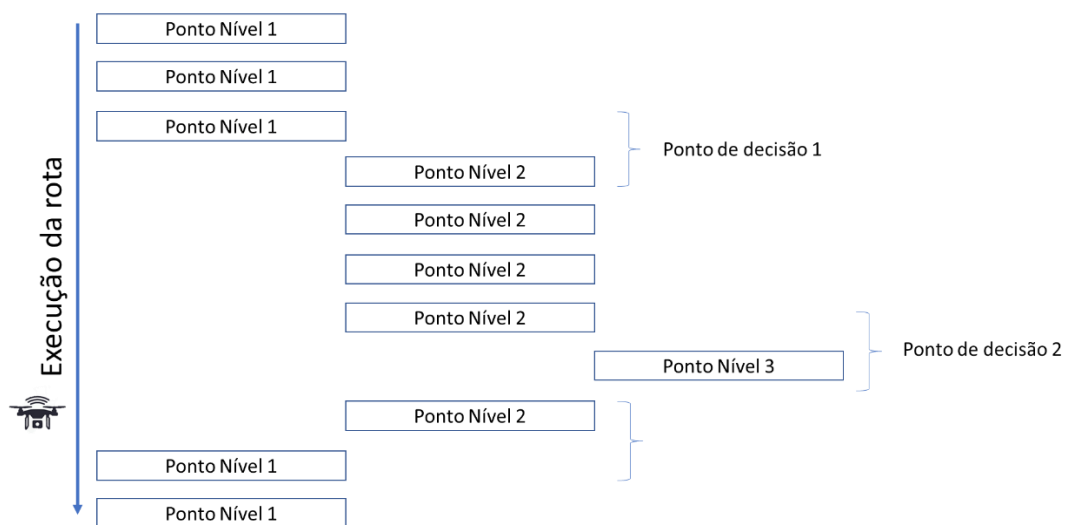 Ponto Nível 1
Ponto Nível 1
Ponto Nível 1
Ponto de decisão 1
Ponto Nível 2
Ponto Nível 2
Ponto Nível 2
Ponto Nível 2
Ponto de decisão 2
Ponto Nível 3
Ponto Nível 2
Ponto Nível 1
Ponto Nível 1
Execução da rota